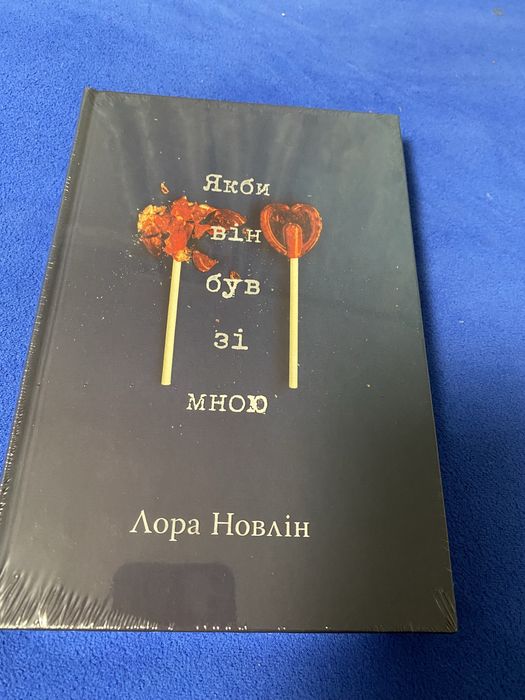 Якби
він
був
зі
мною
Лора Новлін